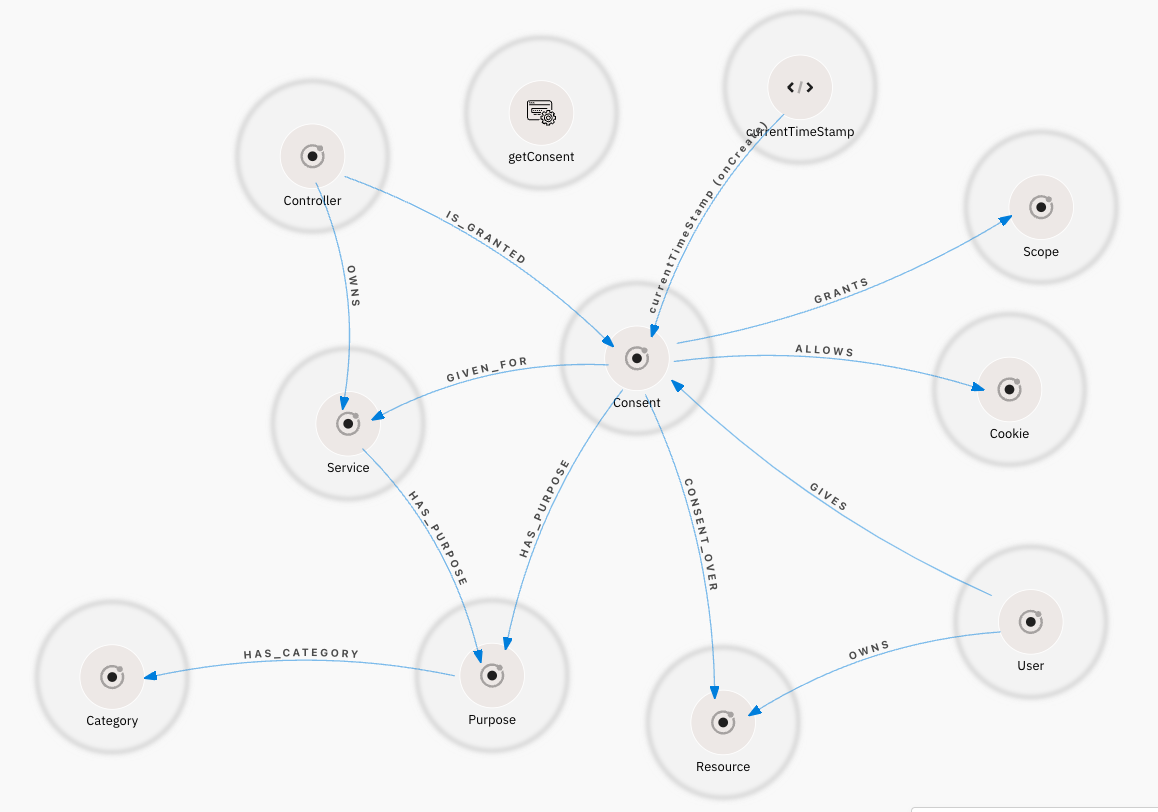 getConsent
currentTimeStamp
Controller
Scope
currentTimeStamp (onCreate)
IS_GRANTED
OWNS
GRANTS
ALLOWS
GIVEN_FOR
Consent
Cookie
Service
HAS_PURPOSE
HAS_PURPOSE
CONSENT_OVER
GIVES
HAS_CATEGORY
OWNS
User
Category
Purpose
Resource